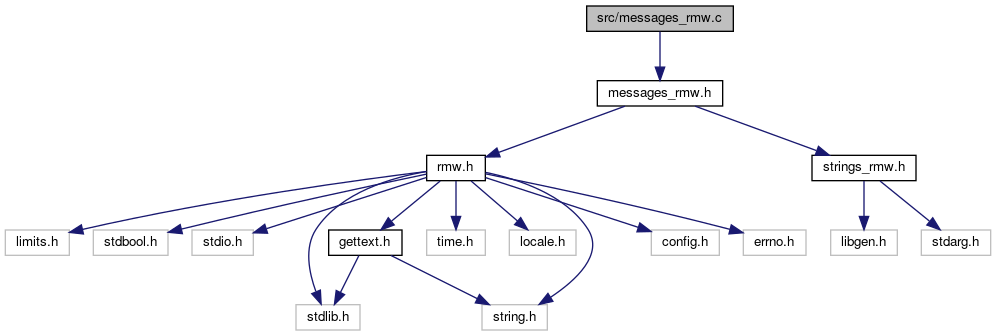 src/messages_rmw.c
messages_rmw.h
rmw.h
strings_rmw.h
limits.h
stdbool.h
stdio.h
gettext.h
time.h
locale.h
config.h
errno.h
libgen.h
stdarg.h
stdlib.h
string.h